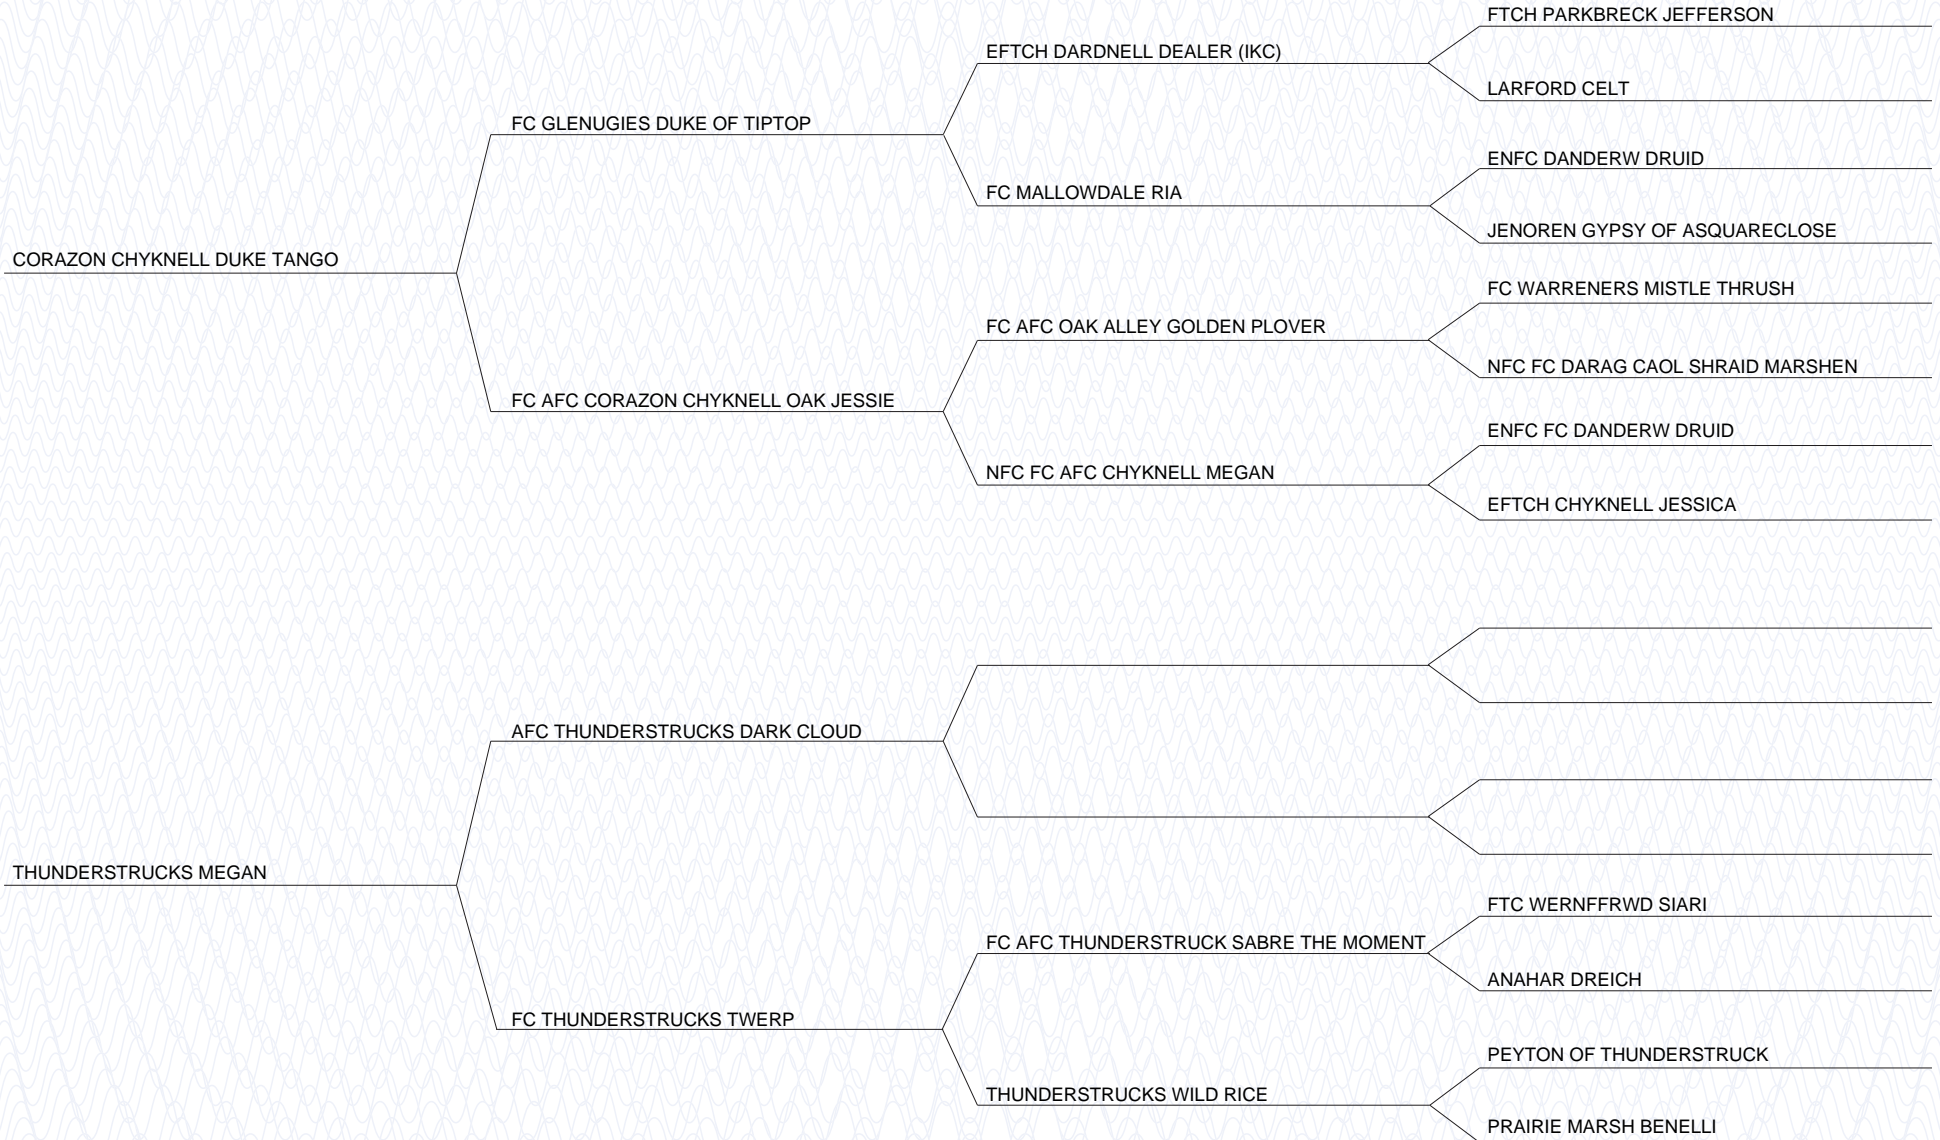 FTCH PARKBRECK JEFFERSON
EFTCH DARDNELL DEALER (IKC)
LARFORD CELT
FC GLENUGIES DUKE OF TIPTOP
ENFC DANDERW DRUID
FC MALLOWDALE RIA
JENOREN GYPSY OF ASQUARECLOSE
CORAZON CHYKNELL DUKE TANGO
FC WARRENERS MISTLE THRUSH
FC AFC OAK ALLEY GOLDEN PLOVER
NFC FC DARAG CAOL SHRAID MARSHEN
FC AFC CORAZON CHYKNELL OAK JESSIE
ENFC FC DANDERW DRUID
NFC FC AFC CHYKNELL MEGAN
EFTCH CHYKNELL JESSICA
AFC THUNDERSTRUCKS DARK CLOUD
THUNDERSTRUCKS MEGAN
FTC WERNFFRWD SIARI
FC AFC THUNDERSTRUCK SABRE THE MOMENT
ANAHAR DREICH
FC THUNDERSTRUCKS TWERP
PEYTON OF THUNDERSTRUCK
THUNDERSTRUCKS WILD RICE
PRAIRIE MARSH BENELLI